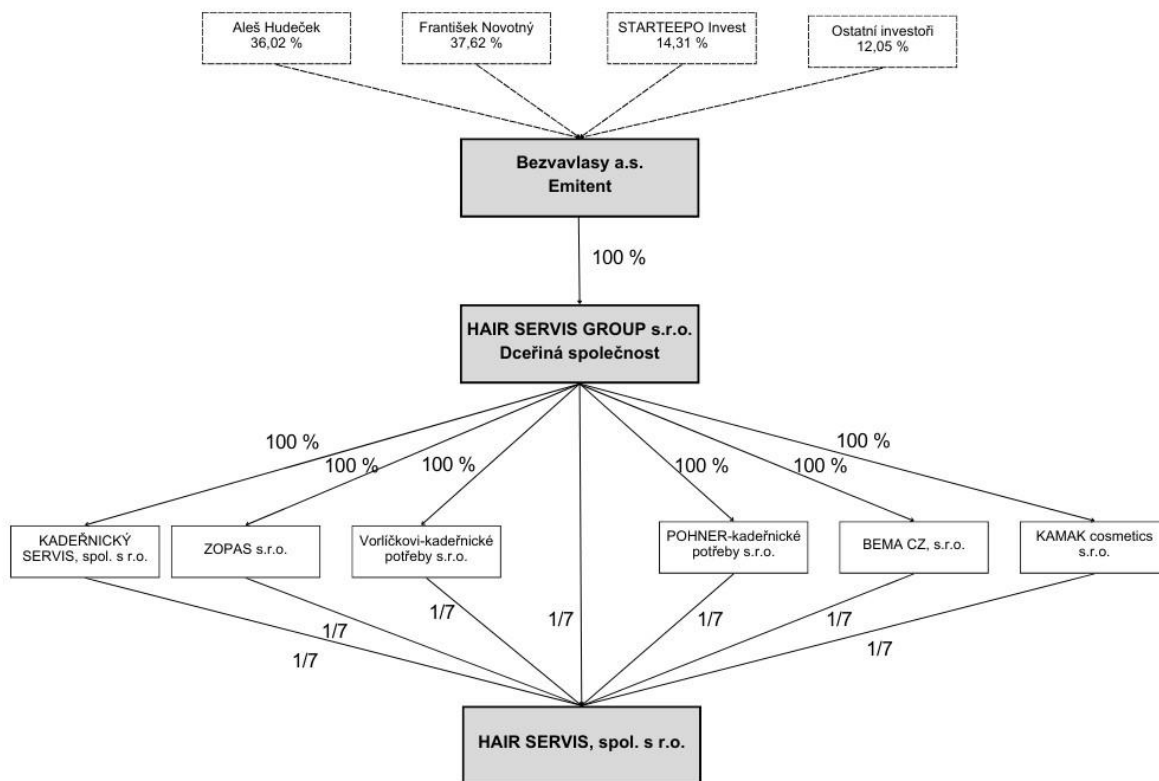 Aleš Hudeček
36,02 %
František Novotný
37,62 %
STARTEEPO Invest
14,31 %
Ostatní investoři
12,05 %
Bezvavlasy a.s.
Emitent
100 %
HAIR SERVIS GROUP s.r.o.
Dceřiná společnost
100 %
100 %
100 %
100 %
100 %
100 %
KADEŘNICKÝ
SERVIS, spol. s r.o.
ZOPAS s.r.o.
Vorlíčkovi-kadeřnické
potřeby s.r.o.
POHNER-kadeřnické
potřeby s.r.o.
BEMA CZ, s.r.o.
KAMAK cosmetics
s.r.o.
1/7
1/7
1/7
1/7
1/7
1/7
1/7
HAIR SERVIS, spol. s r.o.